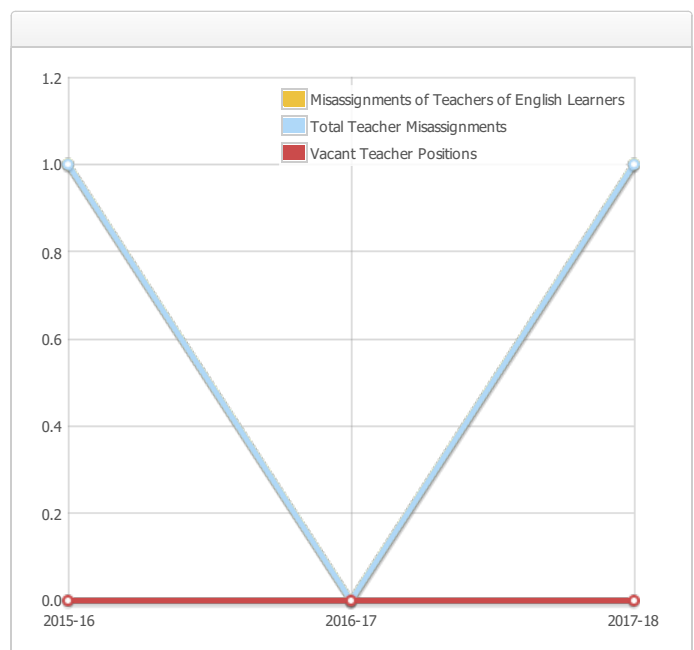 1.2
Misassignments of Teachers of English Learners
Total Teacher Misassignments
Vacant Teacher Positions
1.0
0.8
0.6
0.4
0.2
0.0
2015-16 2016-17 2017-18